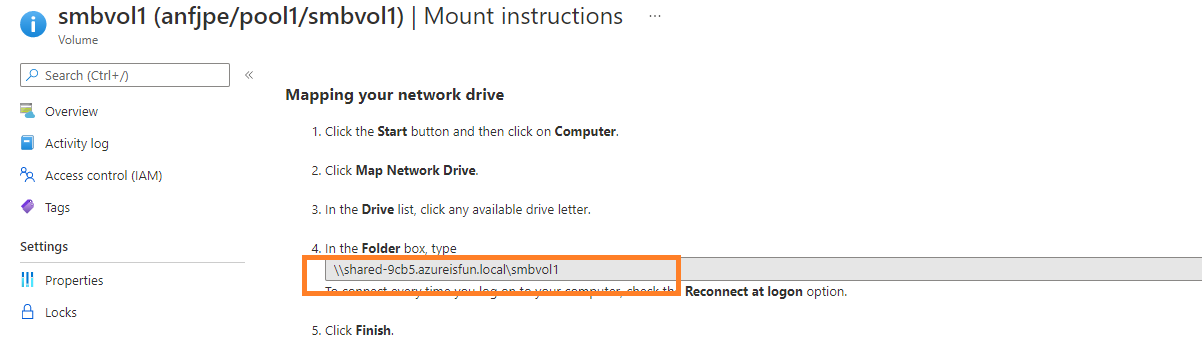 smbvol1 (anfjpe/pool1/smbvol1) | Mount instructions ...
Volume
Search (Ctrl+/) «
Overview
Activity log
Access control (IAM)
Tags
Settings
Properties
Locks
Mapping your network drive
1. Click the Start button and then click on Computer.
2. Click Map Network Drive.
3. In the Drive list, click any available drive letter.
4. In the Folder box, type
\\shared-9cb5.azureisfun.local\smbvol1
To connect every time you log on to your computer, check the Reconnect at logon option.
5. Click Finish.